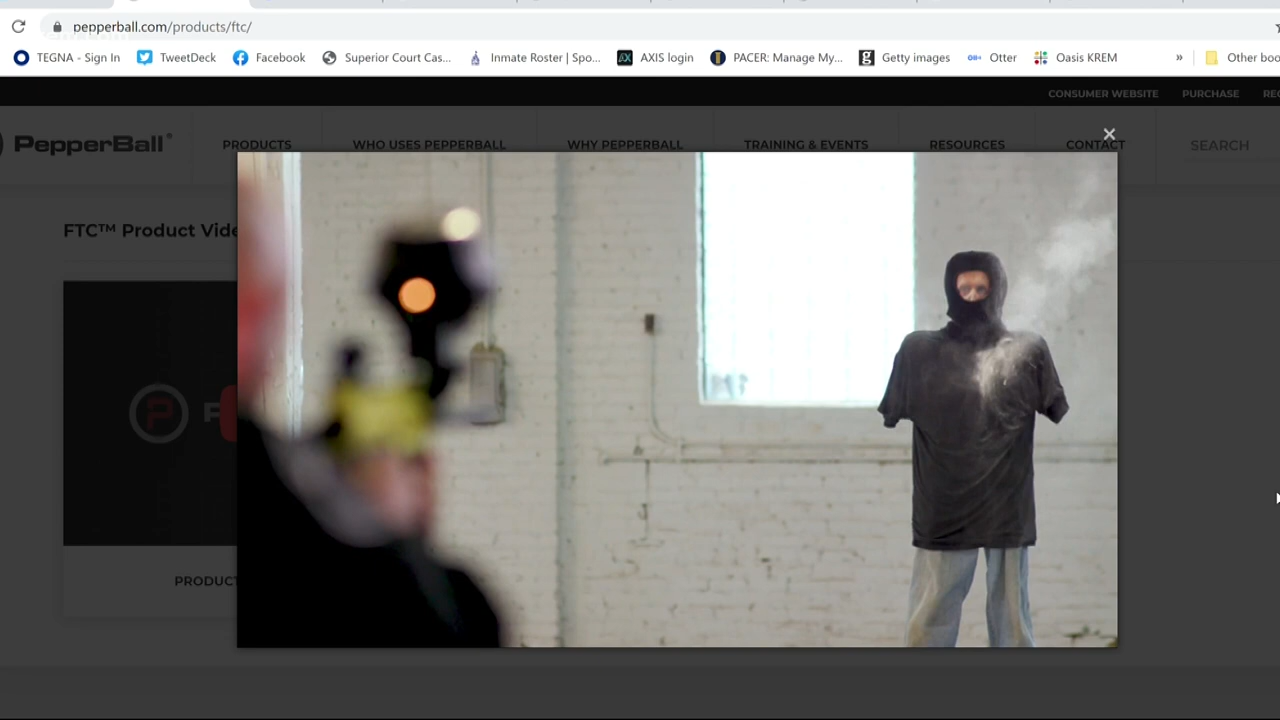 pepperball.com/products/ftc/
TEGNA - Sign In TweetDeck Facebook Superior Court Cas... Inmate Roster | Spo... AXIS login PACER: Manage My... Getty images Otter Oasis KREM » Other boo
CONSUMER WEBSITE PURCHASE REC
PepperBall® PRODUCTS WHO USES PEPPERBALL WHY PEPPERBALL TRAINING & EVENTS RESOURCES CONTACT SEARCH
FTC™ Product Vide
P
PRODUCT